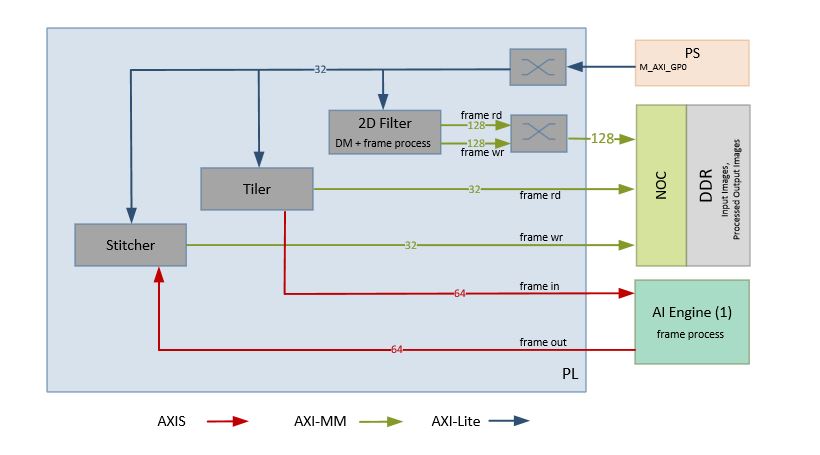 PS
M_AXI_GP0
32
2D Filter
DM + frame process
frame rd
128
128
frame wr
128
NOC
DDR
Input Images,
Processed Output Images
Tiler
32
frame rd
Stitcher
32
frame wr
64
frame in
AI Engine (1)
frame process
64
frame out
PL
AXIS
AXI-MM
AXI-Lite